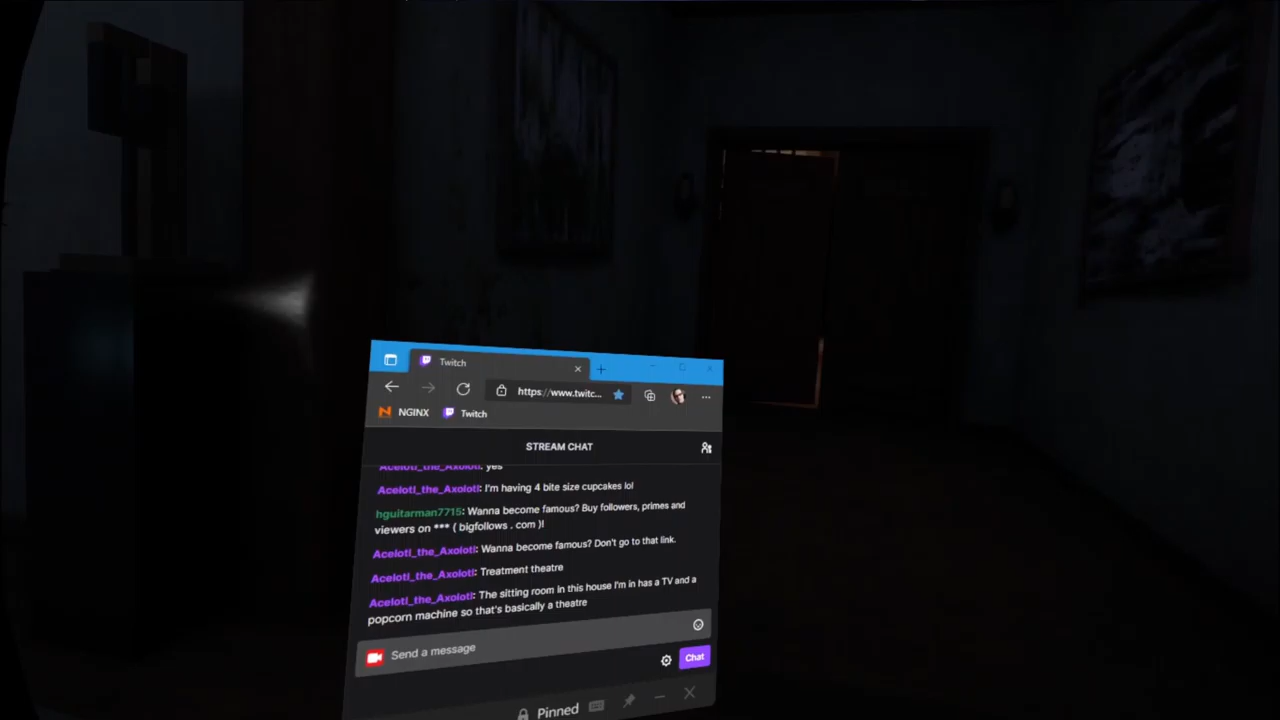 Twitch
https://www.twitc...
NGINX
Twitch
STREAM CHAT
Aceloti_the_Axoloti: yes
Aceloti_the_Axoloti: I'm having 4 bite size cupcakes lol
hguitarman7715: Wanna become famous? Buy followers, primes and
viewers on *** ( bigfollows . com )!
Aceloti_the_Axoloti: Wanna become famous? Don't go to that link.
Aceloti_the_Axoloti: Treatment theatre
Aceloti_the_Axoloti: The sitting room in this house I'm in has a TV and a
popcorn machine so that's basically a theatre
Send a message
Chat
Pinned